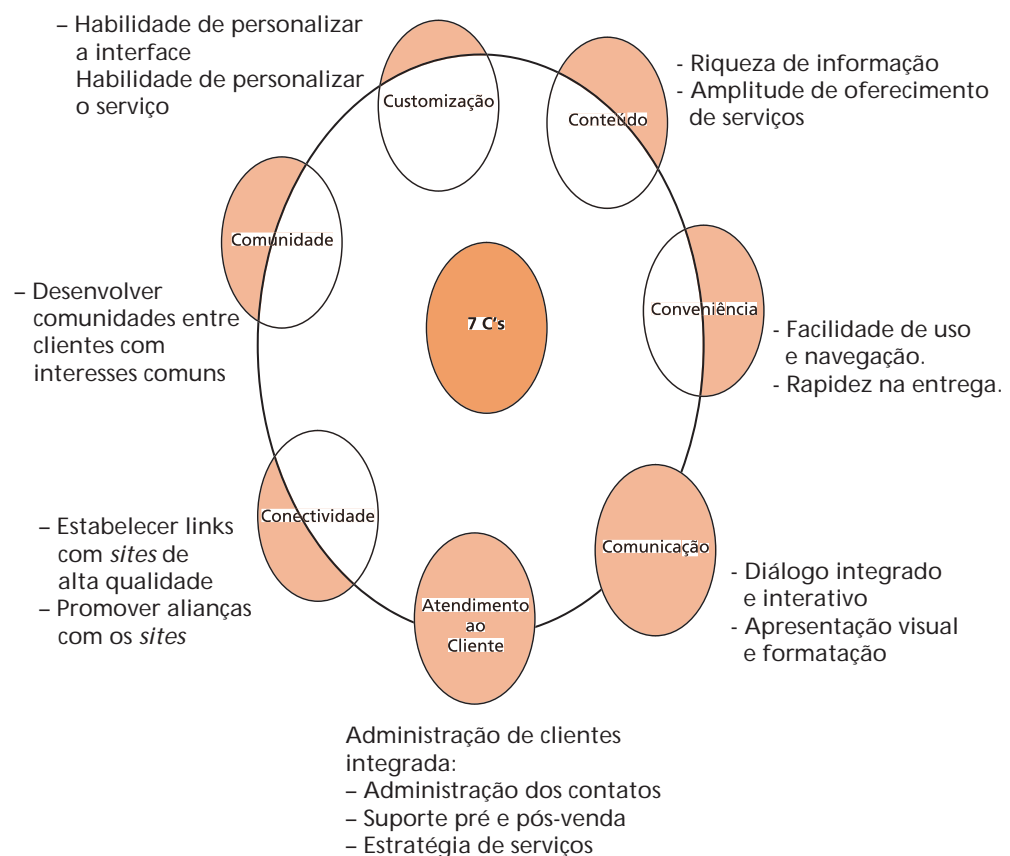 – Habilidade de personalizar
a interface
Habilidade de personalizar
o serviço
Customização
Conteúdo
- Riqueza de informação
- Amplitude de oferecimento
de serviços
Comunidade
– Desenvolver
comunidades entre
clientes com
interesses comuns
7 C's
Conveniência
- Facilidade de uso
e navegação.
- Rapidez na entrega.
Conectividade
– Estabelecer links
com sites de
alta qualidade
– Promover alianças
com os sites
Comunicação
- Diálogo integrado
e interativo
- Apresentação visual
e formatação
Atendimento
ao
Cliente
Administração de clientes
integrada:
– Administração dos contatos
– Suporte pré e pós-venda
– Estratégia de serviços